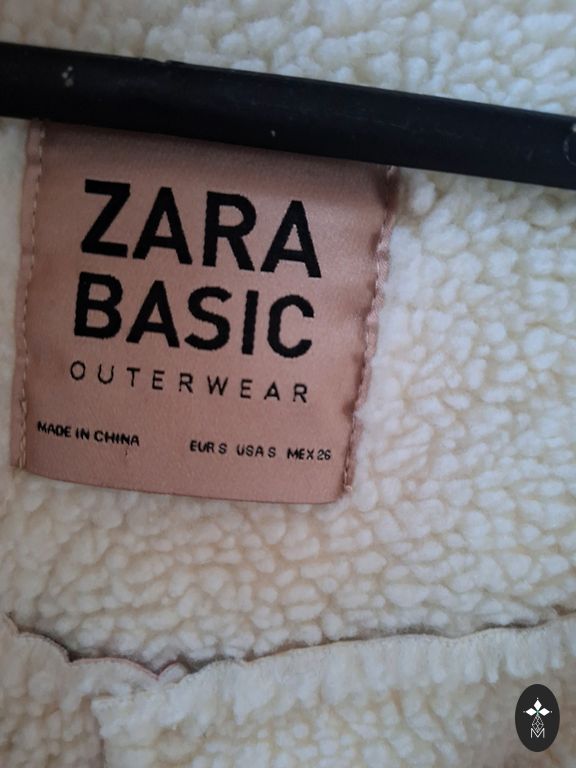 ZARA
BASIC
OUTERWEAR
MADE IN CHINA EUR S USA S MEX 26
M